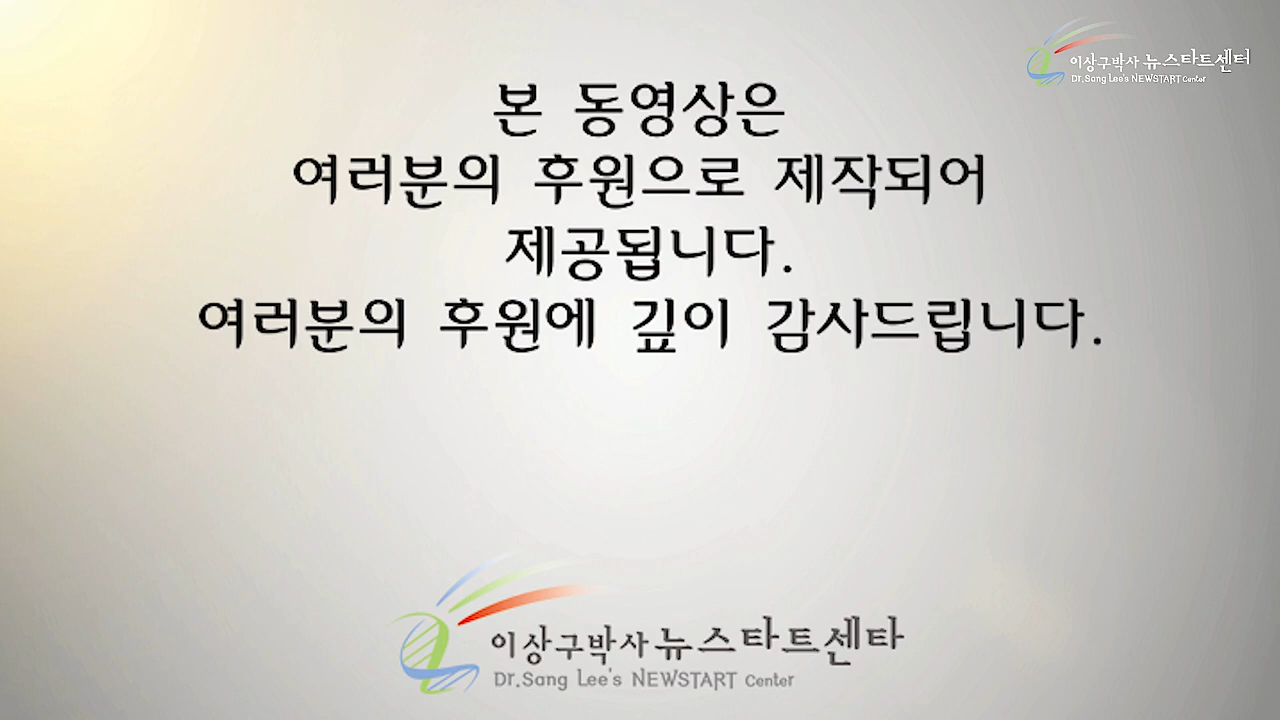 이상구박사 뉴스타트센터
Dr.Sang Lee's NEWSTART Center
본 동영상은
여러분의 후원으로 제작되어
제공됩니다.
여러분의 후원에 깊이 감사드립니다.
이상구박사 뉴스타트센타
Dr.Sang Lee's NEWSTART Center